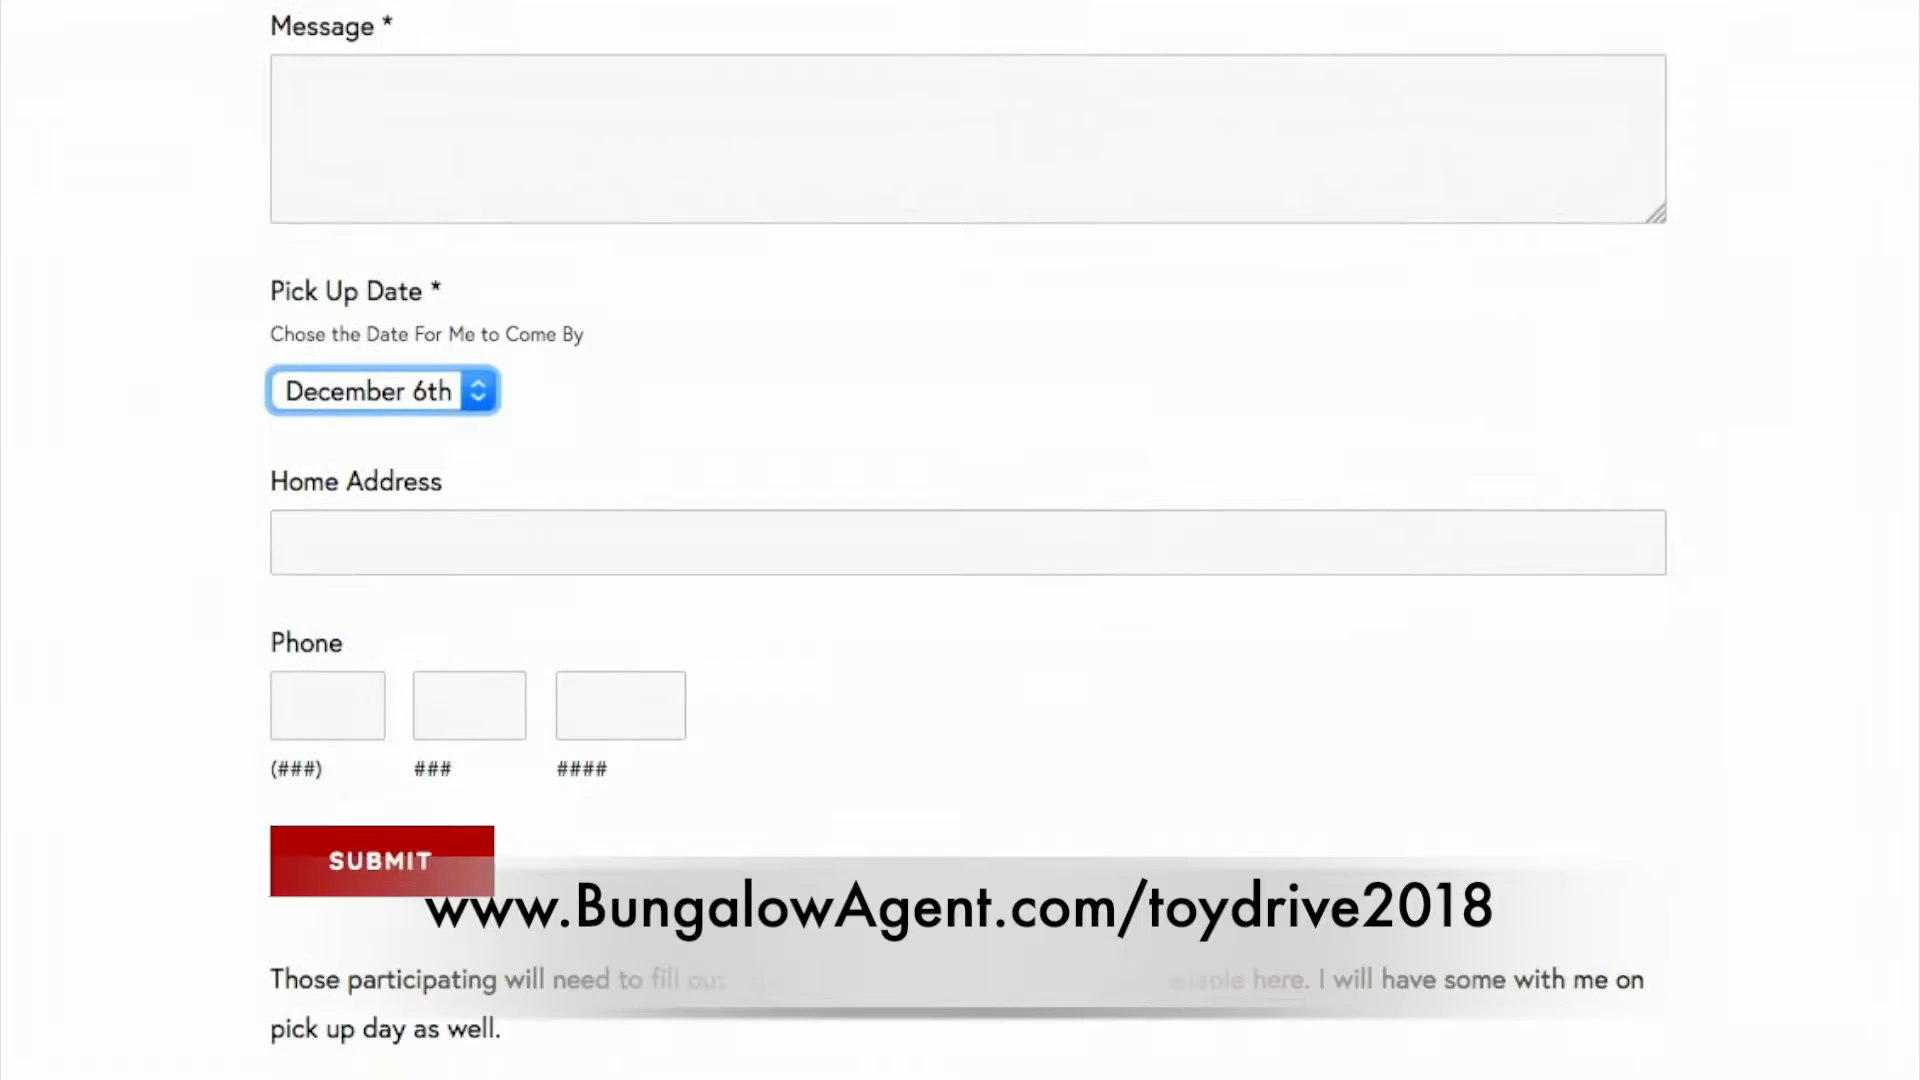 Message *
Pick Up Date *
Chose the Date For Me to Come By
December 6th
Home Address
Phone
(###) ### ####
SUBMIT
www.BungalowAgent.com/toydrive2018
Those participating will need to fill out here. I will have some with me on
pick up day as well.